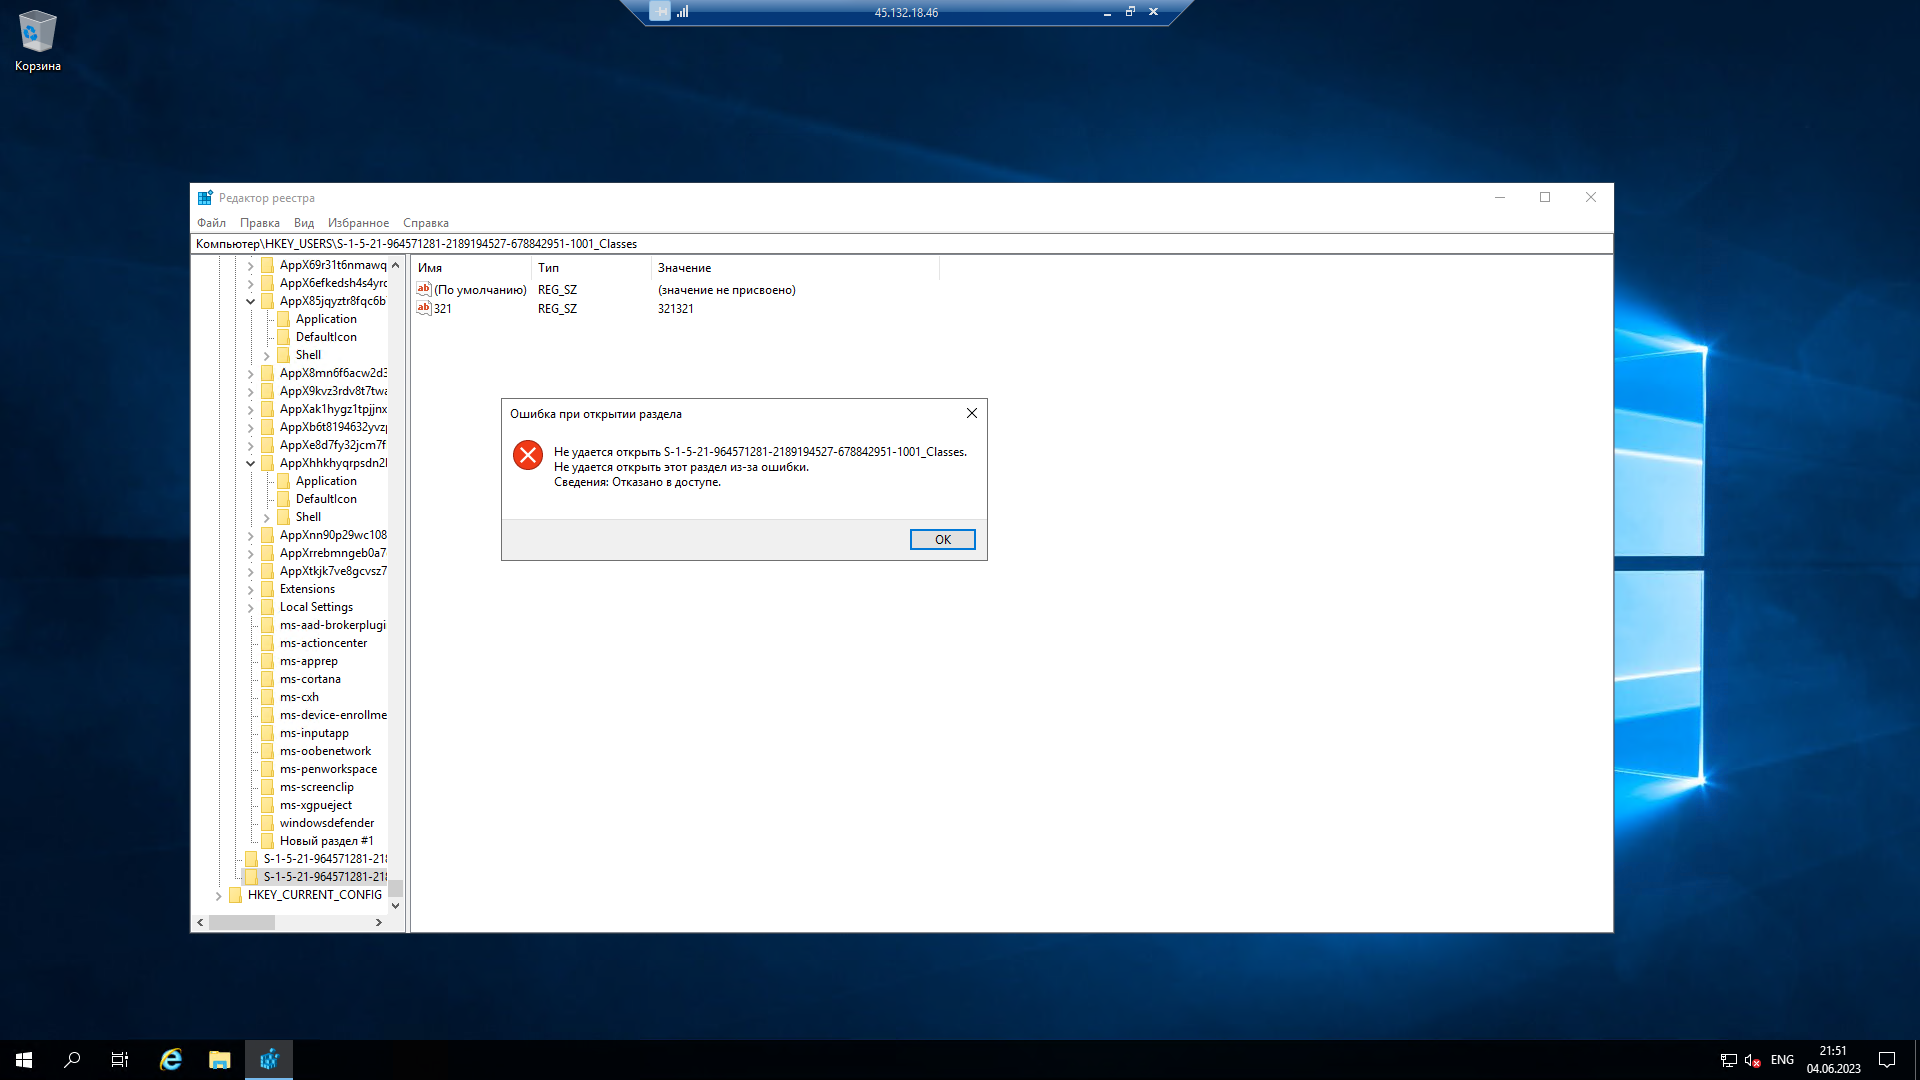 45.132.18.46
Корзина
Редактор реестра
Файл Правка Вид Избранное Справка
Компьютер\HKEY_USERS\S-1-5-21-964571281-2189194527-678842951-1001_Classes
AppX69r31t6nmawq
AppX6efkedsh4s4yrc
AppX85jqyztr8fqc6b
Application
DefaultIcon
Shell
AppX8mn6f6acw2d3
AppX9kvz3rdv8t7twa
AppXak1hygz1tpjjnx
AppXb6t8194632yvzp
AppXe8d7fy32jcm7f
AppXhhkhyqrpsdn2l
Application
DefaultIcon
Shell
AppXnn90p29wc108
AppXrrebmngeb0a7
AppXtkjk7ve8gcvsz7
Extensions
Local Settings
ms-aad-brokerplugi
ms-actioncenter
ms-apprep
ms-cortana
ms-cxh
ms-device-enrollme
ms-inputapp
ms-oobenetwork
ms-penworkspace
ms-screenclip
ms-xgpueject
windowsdefender
Новый раздел #1
S-1-5-21-964571281-218
S-1-5-21-964571281-218
HKEY_CURRENT_CONFIG
Имя Тип Значение
(По умолчанию) REG_SZ (значение не присвоено)
321 REG_SZ 321321
Ошибка при открытии раздела
Не удается открыть S-1-5-21-964571281-2189194527-678842951-1001_Classes.
Не удается открыть этот раздел из-за ошибки.
Сведения: Отказано в доступе.
OK
ENG
21:51
04.06.2023